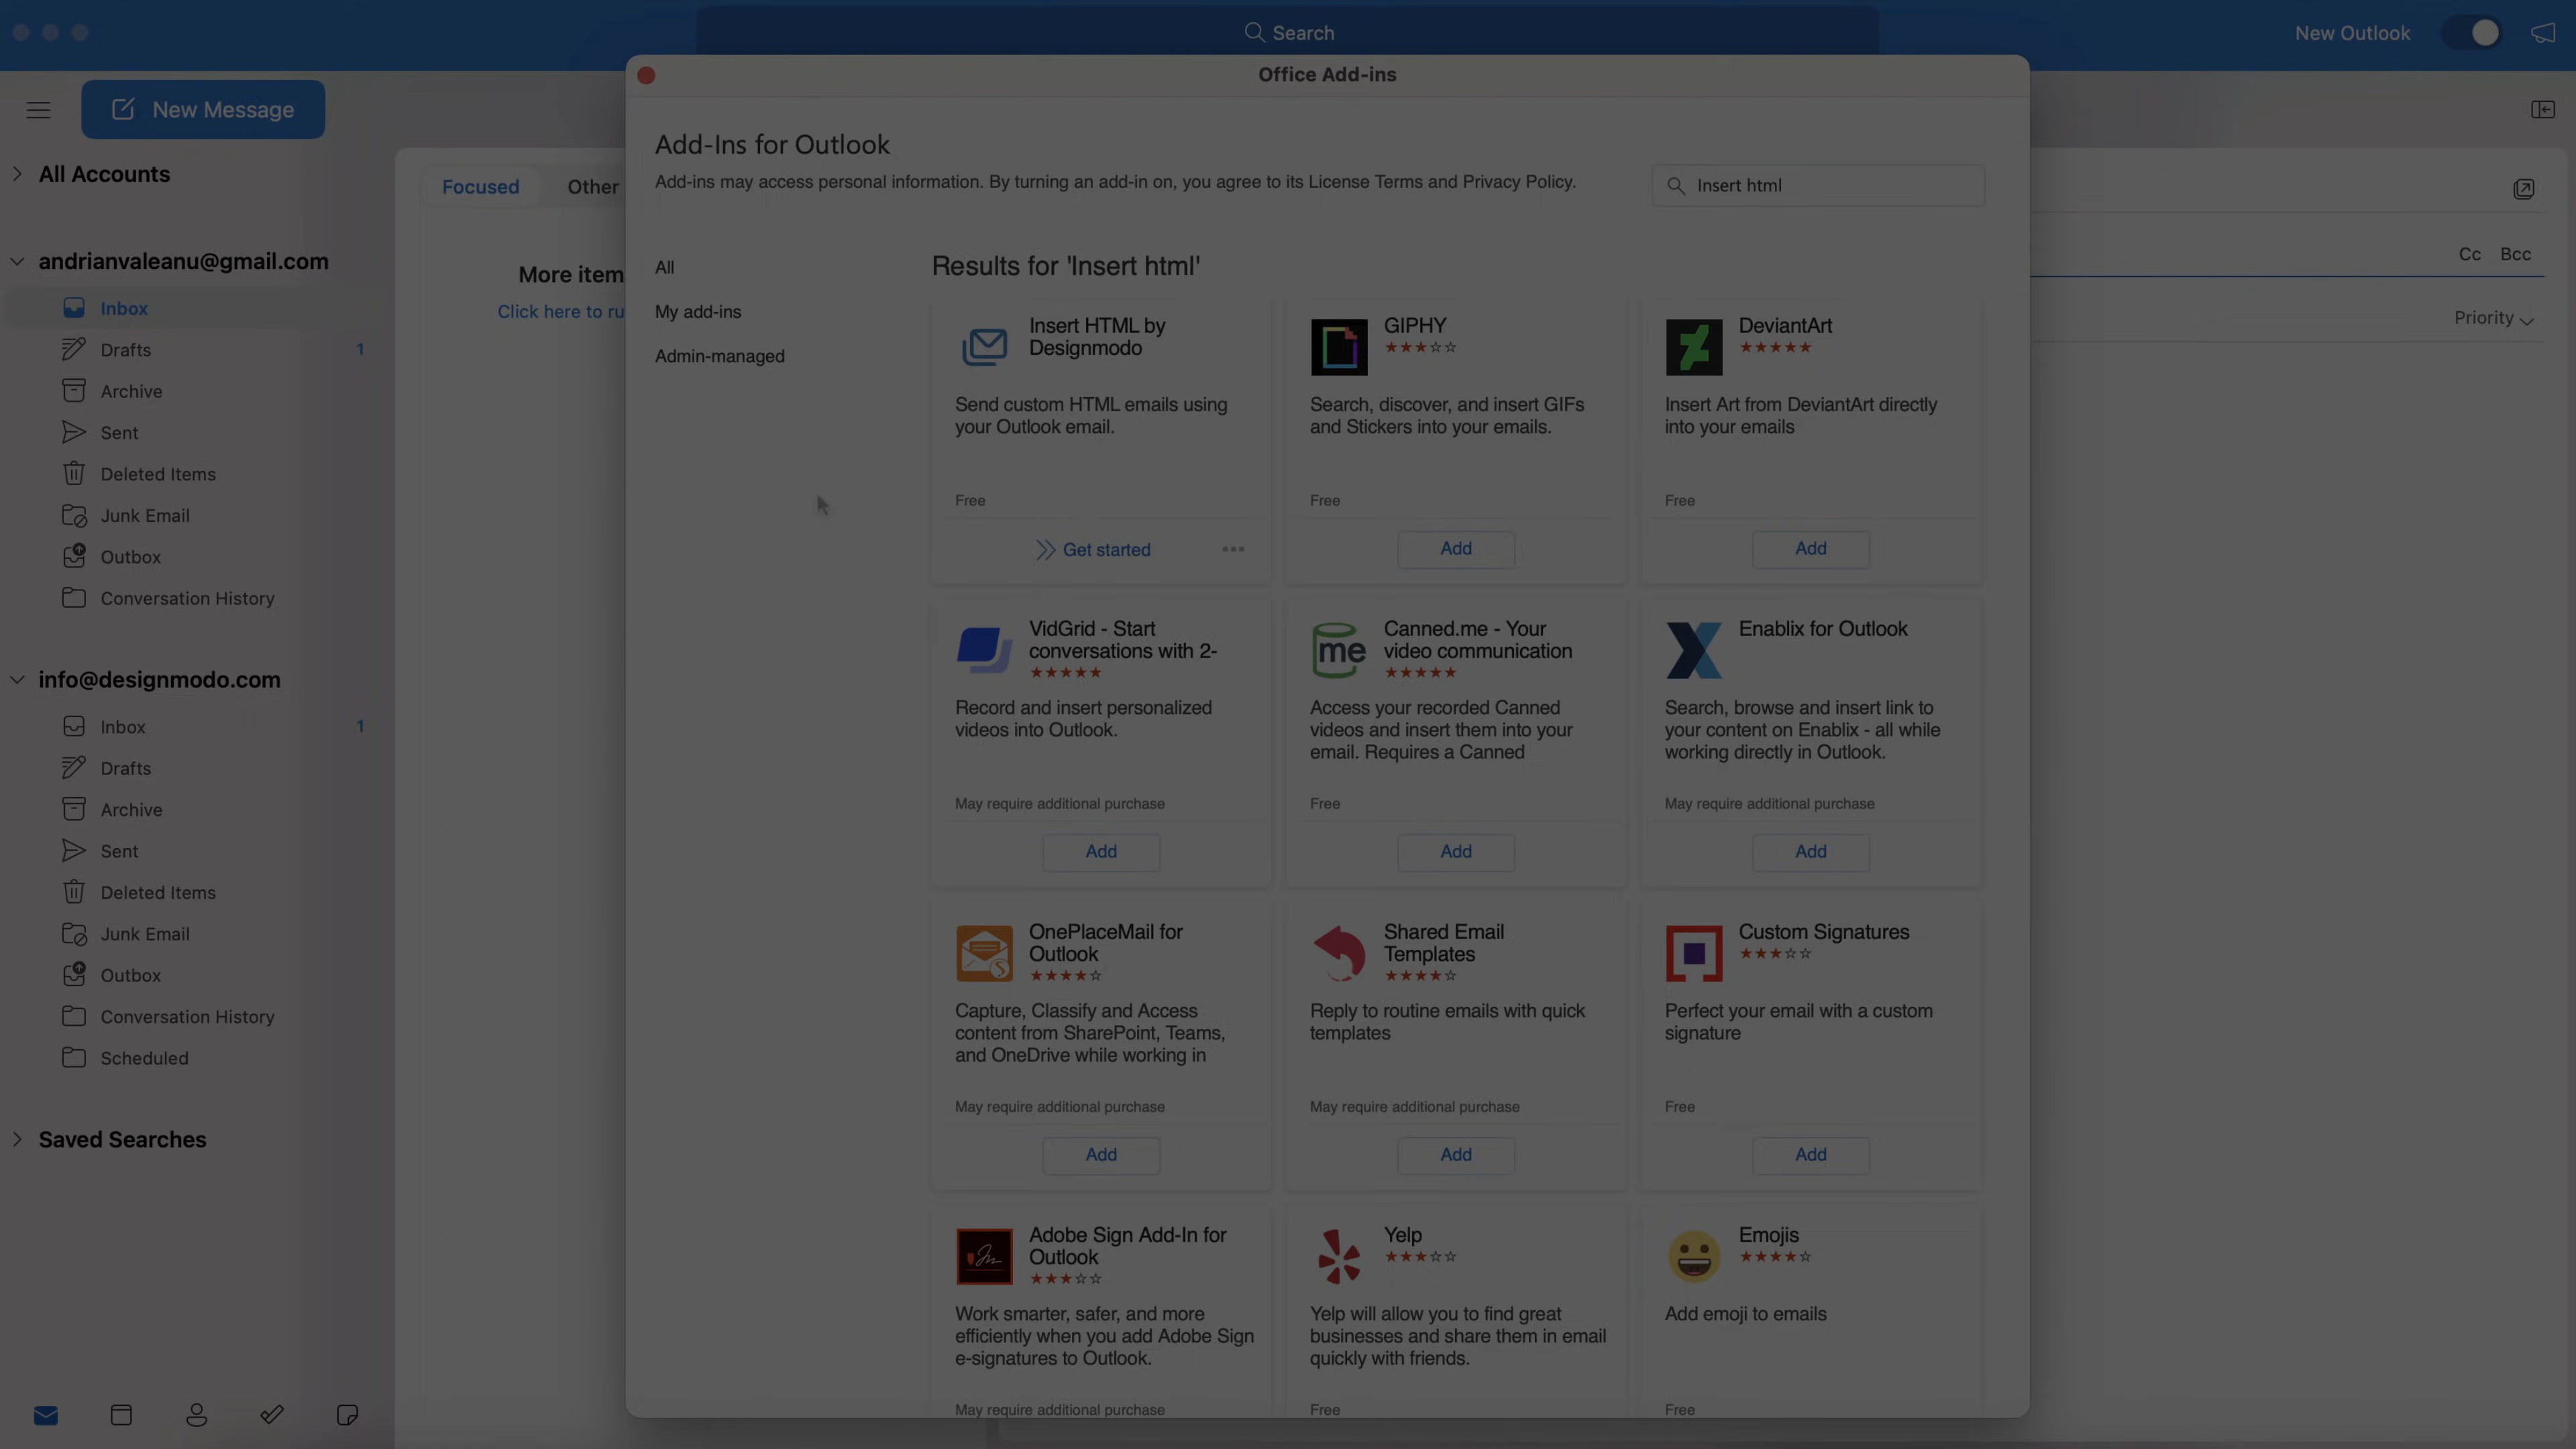 Search
New Outlook
Office Add-ins
New Message
All Accounts
andrianvaleanu@gmail.com
Inbox
Drafts 1
Archive
Sent
Deleted Items
Junk Email
Outbox
Conversation History
info@designmodo.com
Inbox 1
Drafts
Archive
Sent
Deleted Items
Junk Email
Outbox
Conversation History
Scheduled
Saved Searches
Focused Other
More item
Click here to ru
Add-Ins for Outlook
Add-ins may access personal information. By turning an add-in on, you agree to its License Terms and Privacy Policy.
Insert html
All
My add-ins
Admin-managed
Results for 'Insert html'
Insert HTML by
Designmodo
Send custom HTML emails using
your Outlook email.
Free
Get started
GIPHY
Search, discover, and insert GIFs
and Stickers into your emails.
Free
Add
DeviantArt
Insert Art from DeviantArt directly
into your emails
Free
Add
VidGrid - Start
conversations with 2-
Record and insert personalized
videos into Outlook.
May require additional purchase
Add
me
Canned.me - Your
video communication
Access your recorded Canned
videos and insert them into your
email. Requires a Canned
Free
Add
Enablix for Outlook
Search, browse and insert link to
your content on Enablix - all while
working directly in Outlook.
May require additional purchase
Add
OnePlaceMail for
Outlook
Capture, Classify and Access
content from SharePoint, Teams,
and OneDrive while working in
May require additional purchase
Add
Shared Email
Templates
Reply to routine emails with quick
templates
May require additional purchase
Add
Custom Signatures
Perfect your email with a custom
signature
Free
Add
Adobe Sign Add-In for
Outlook
Work smarter, safer, and more
efficiently when you add Adobe Sign
e-signatures to Outlook.
May require additional purchase
Yelp
Yelp will allow you to find great
businesses and share them in email
quickly with friends.
Free
Emojis
Add emoji to emails
Free
Cc Bcc
Priority